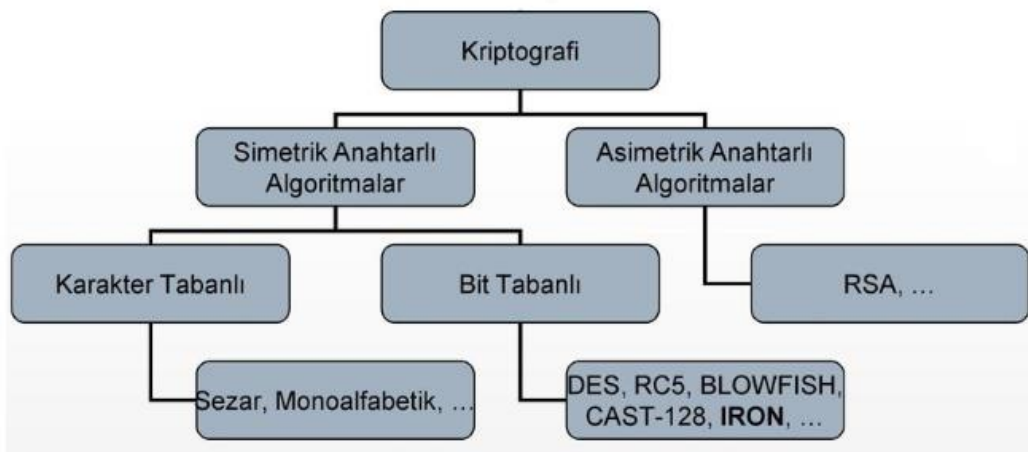 Kriptografi
Simetrik Anahtarlı
Algoritmalar
Asimetrik Anahtarlı
Algoritmalar
Karakter Tabanlı
Bit Tabanlı
RSA, …
Sezar, Monoalfabetik, …
DES, RC5, BLOWFISH,
CAST-128, IRON, …